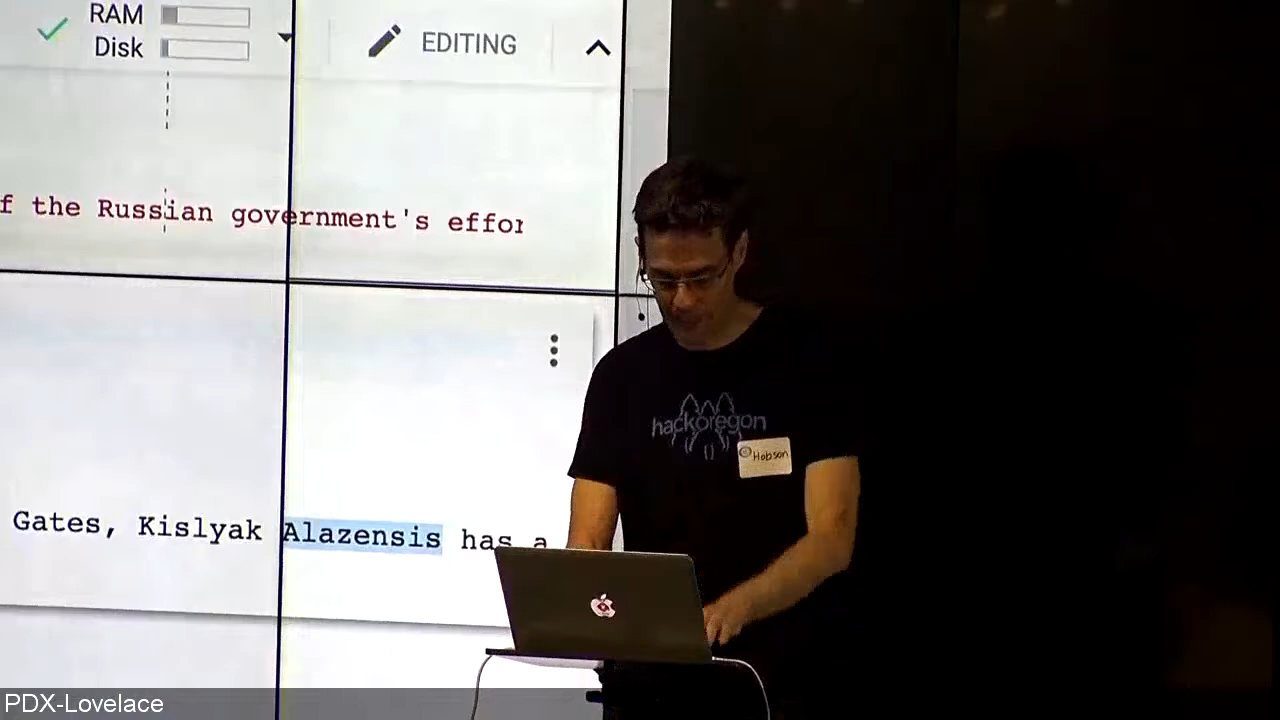 RAM
Disk
EDITING
f the Russian government's effor
Gates, Kislyak Alazensis has a
hackoregon
Hobson
PDX-Lovelace